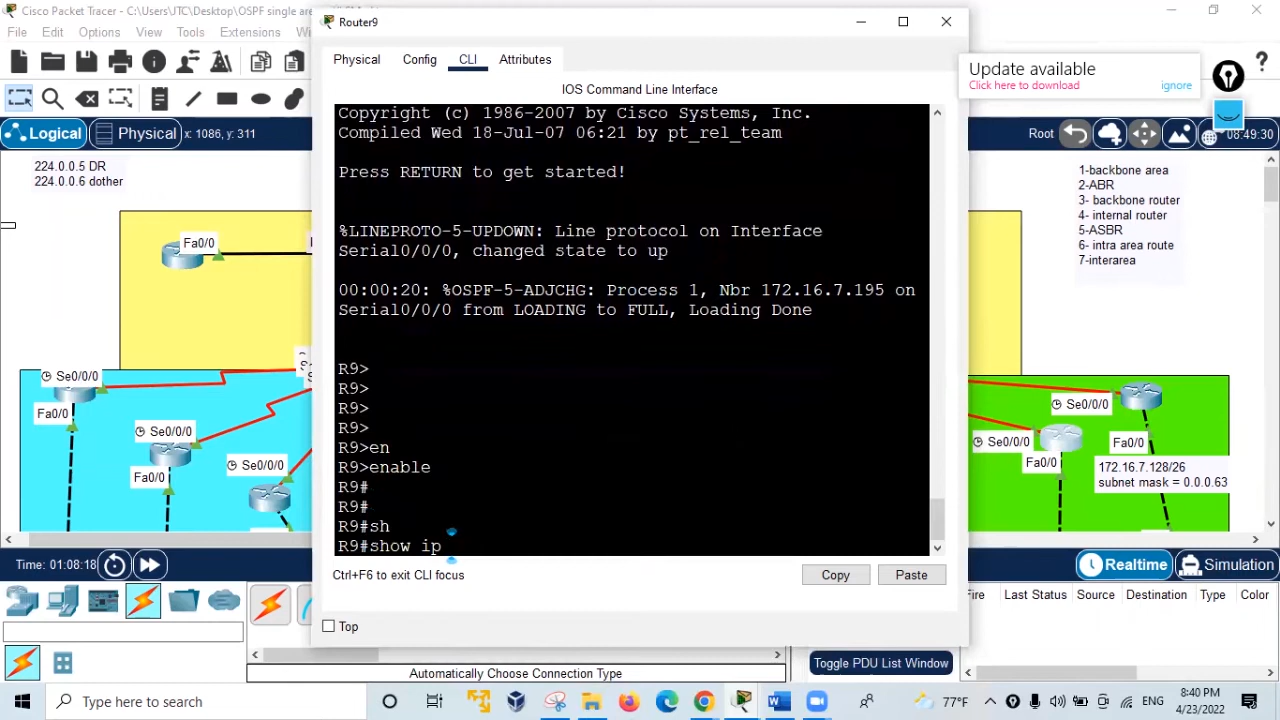 Cisco Packet Tracer - C:\Users\JTC\Desktop\OSPF single are
File Edit Options View Tools Extensions Wi
Router9
Physical Config CLI Attributes
IOS Command Line Interface
Update available
Click here to download ignore
Logical Physical x: 1086, y: 311
Root 08:49:30
224.0.0.5 DR
224.0.0.6 dother
1-backbone area
2-ABR
3- backbone router
4- internal router
5-ASBR
6- intra area route
7-interarea
Copyright (c) 1986-2007 by Cisco Systems, Inc.
Compiled Wed 18-Jul-07 06:21 by pt_rel_team
Press RETURN to get started!
%LINEPROTO-5-UPDOWN: Line protocol on Interface
Serial0/0/0, changed state to up
00:00:20: %OSPF-5-ADJCHG: Process 1, Nbr 172.16.7.195 on
Serial0/0/0 from LOADING to FULL, Loading Done
R9>
R9>
R9>
R9>
R9>en
R9>enable
R9#
R9#
R9#sh
R9#show ip
Fa0/0
Se0/0/0
Fa0/0
Se0/0/0
Se0/0/0
Fa0/0
Se0/0/0
Se0/0/0
Fa0/0
Fa0/0
172.16.7.128/26
subnet mask = 0.0.0.63
Ctrl+F6 to exit CLI focus
Copy Paste
Top
Time: 01:08:18
Realtime Simulation
Fire Last Status Source Destination Type Color
Automatically Choose Connection Type
Toggle PDU List Window
Type here to search
77°F
ENG
8:40 PM
4/23/2022